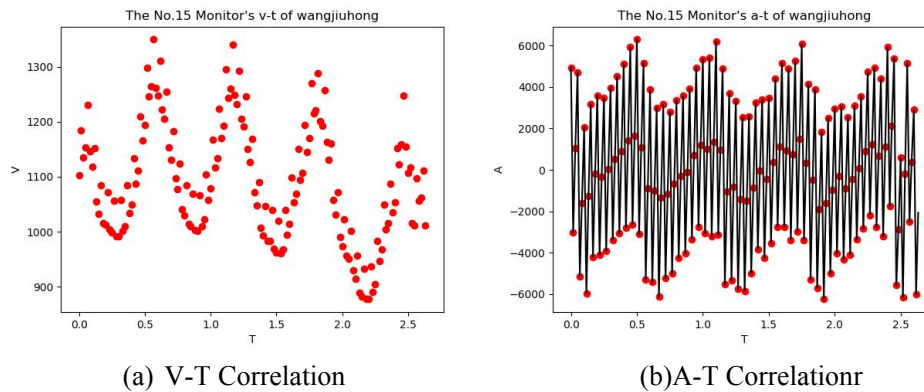 The No.15 Monitor's v-t of wangjiuhong
1300
1200
1100
1000
900
V
0.0 0.5 1.0 1.5 2.0 2.5
T
The No.15 Monitor's a-t of wangjiuhong
6000
4000
2000
0
−2000
−4000
−6000
A
0.0 0.5 1.0 1.5 2.0 2.5
T
(a) V-T Correlation
(b)A-T Correlationr